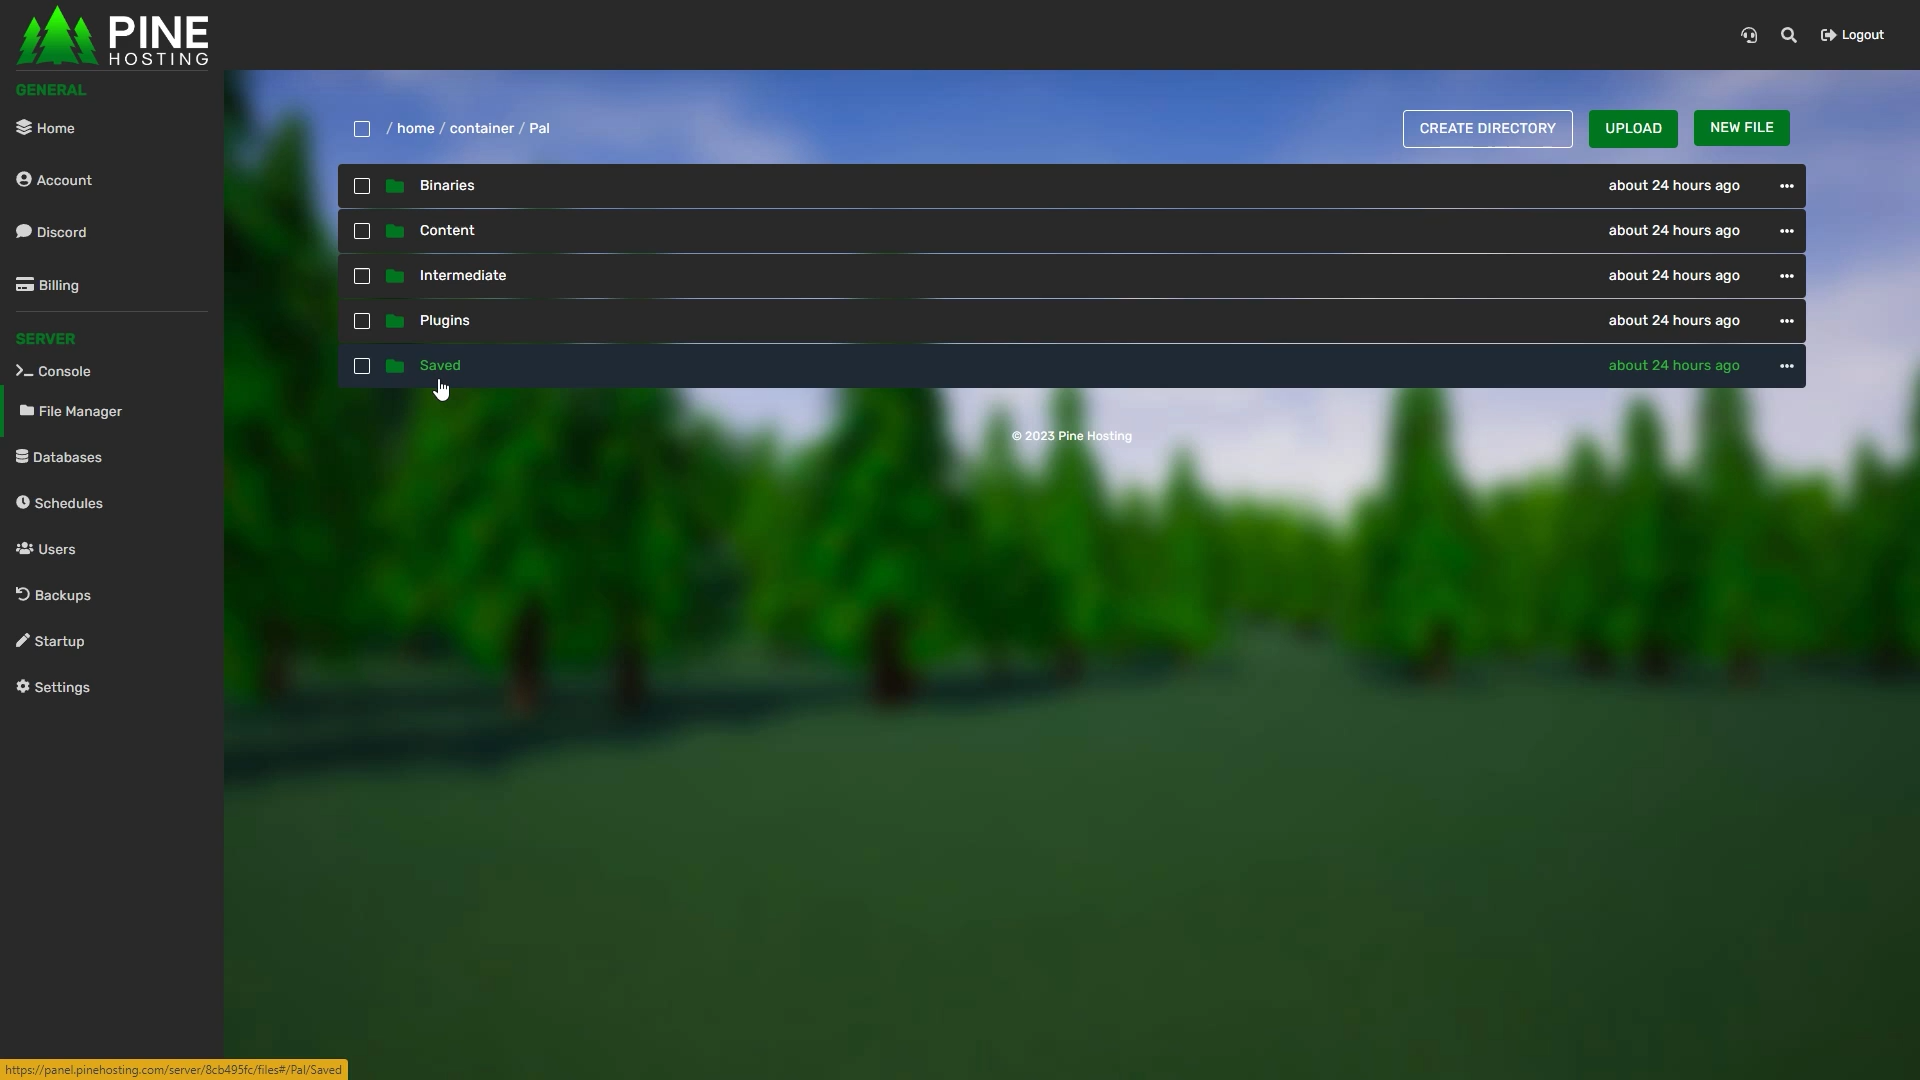 PINE
HOSTING
Logout
GENERAL
Home
Account
Discord
Billing
SERVER
Console
File Manager
Databases
Schedules
Users
Backups
Startup
Settings
/ home / container / Pal
CREATE DIRECTORY
UPLOAD
NEW FILE
Binaries about 24 hours ago
Content about 24 hours ago
Intermediate about 24 hours ago
Plugins about 24 hours ago
Saved about 24 hours ago
© 2023 Pine Hosting
https://panel.pinehosting.com/server/8cb495fc/files#/Pal/Saved